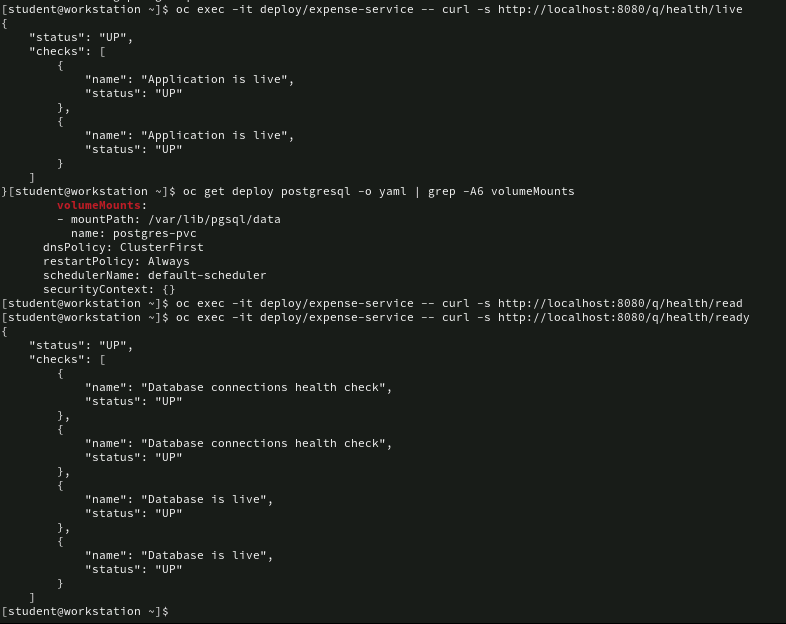 [student@workstation ~]$ oc exec -it deploy/expense-service -- curl -s http://localhost:8080/q/health/live
{
    "status": "UP",
    "checks": [
        {
            "name": "Application is live",
            "status": "UP"
        },
        {
            "name": "Application is live",
            "status": "UP"
        }
    ]
}[student@workstation ~]$ oc get deploy postgresql -o yaml | grep -A6 volumeMounts
        volumeMounts:
        - mountPath: /var/lib/pgsql/data
          name: postgres-pvc
      dnsPolicy: ClusterFirst
      restartPolicy: Always
      schedulerName: default-scheduler
      securityContext: {}
[student@workstation ~]$ oc exec -it deploy/expense-service -- curl -s http://localhost:8080/q/health/read
[student@workstation ~]$ oc exec -it deploy/expense-service -- curl -s http://localhost:8080/q/health/ready
{
    "status": "UP",
    "checks": [
        {
            "name": "Database connections health check",
            "status": "UP"
        },
        {
            "name": "Database connections health check",
            "status": "UP"
        },
        {
            "name": "Database is live",
            "status": "UP"
        },
        {
            "name": "Database is live",
            "status": "UP"
        }
    ]
[student@workstation ~]$